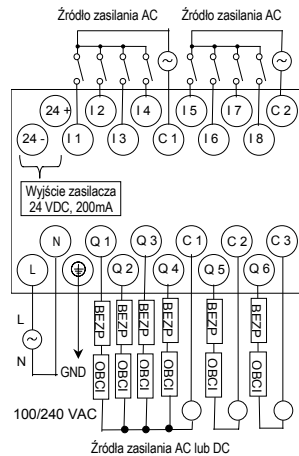 Źródło zasilania AC Źródło zasilania AC
24 + I 2 I 4 I 5 I 7 C 2
24 - I 1 I 3 C 1 I 6 I 8
Wyjście zasilacza
24 VDC, 200mA
N Q 1 Q 3 C 1 C 2 C 3
L Q 2 Q 4 Q 5 Q 6
L
N
GND
BEZP BEZP BEZP BEZP BEZP BEZP
OBCI OBCI OBCI OBCI OBCI OBCI
100/240 VAC
Źródła zasilania AC lub DC